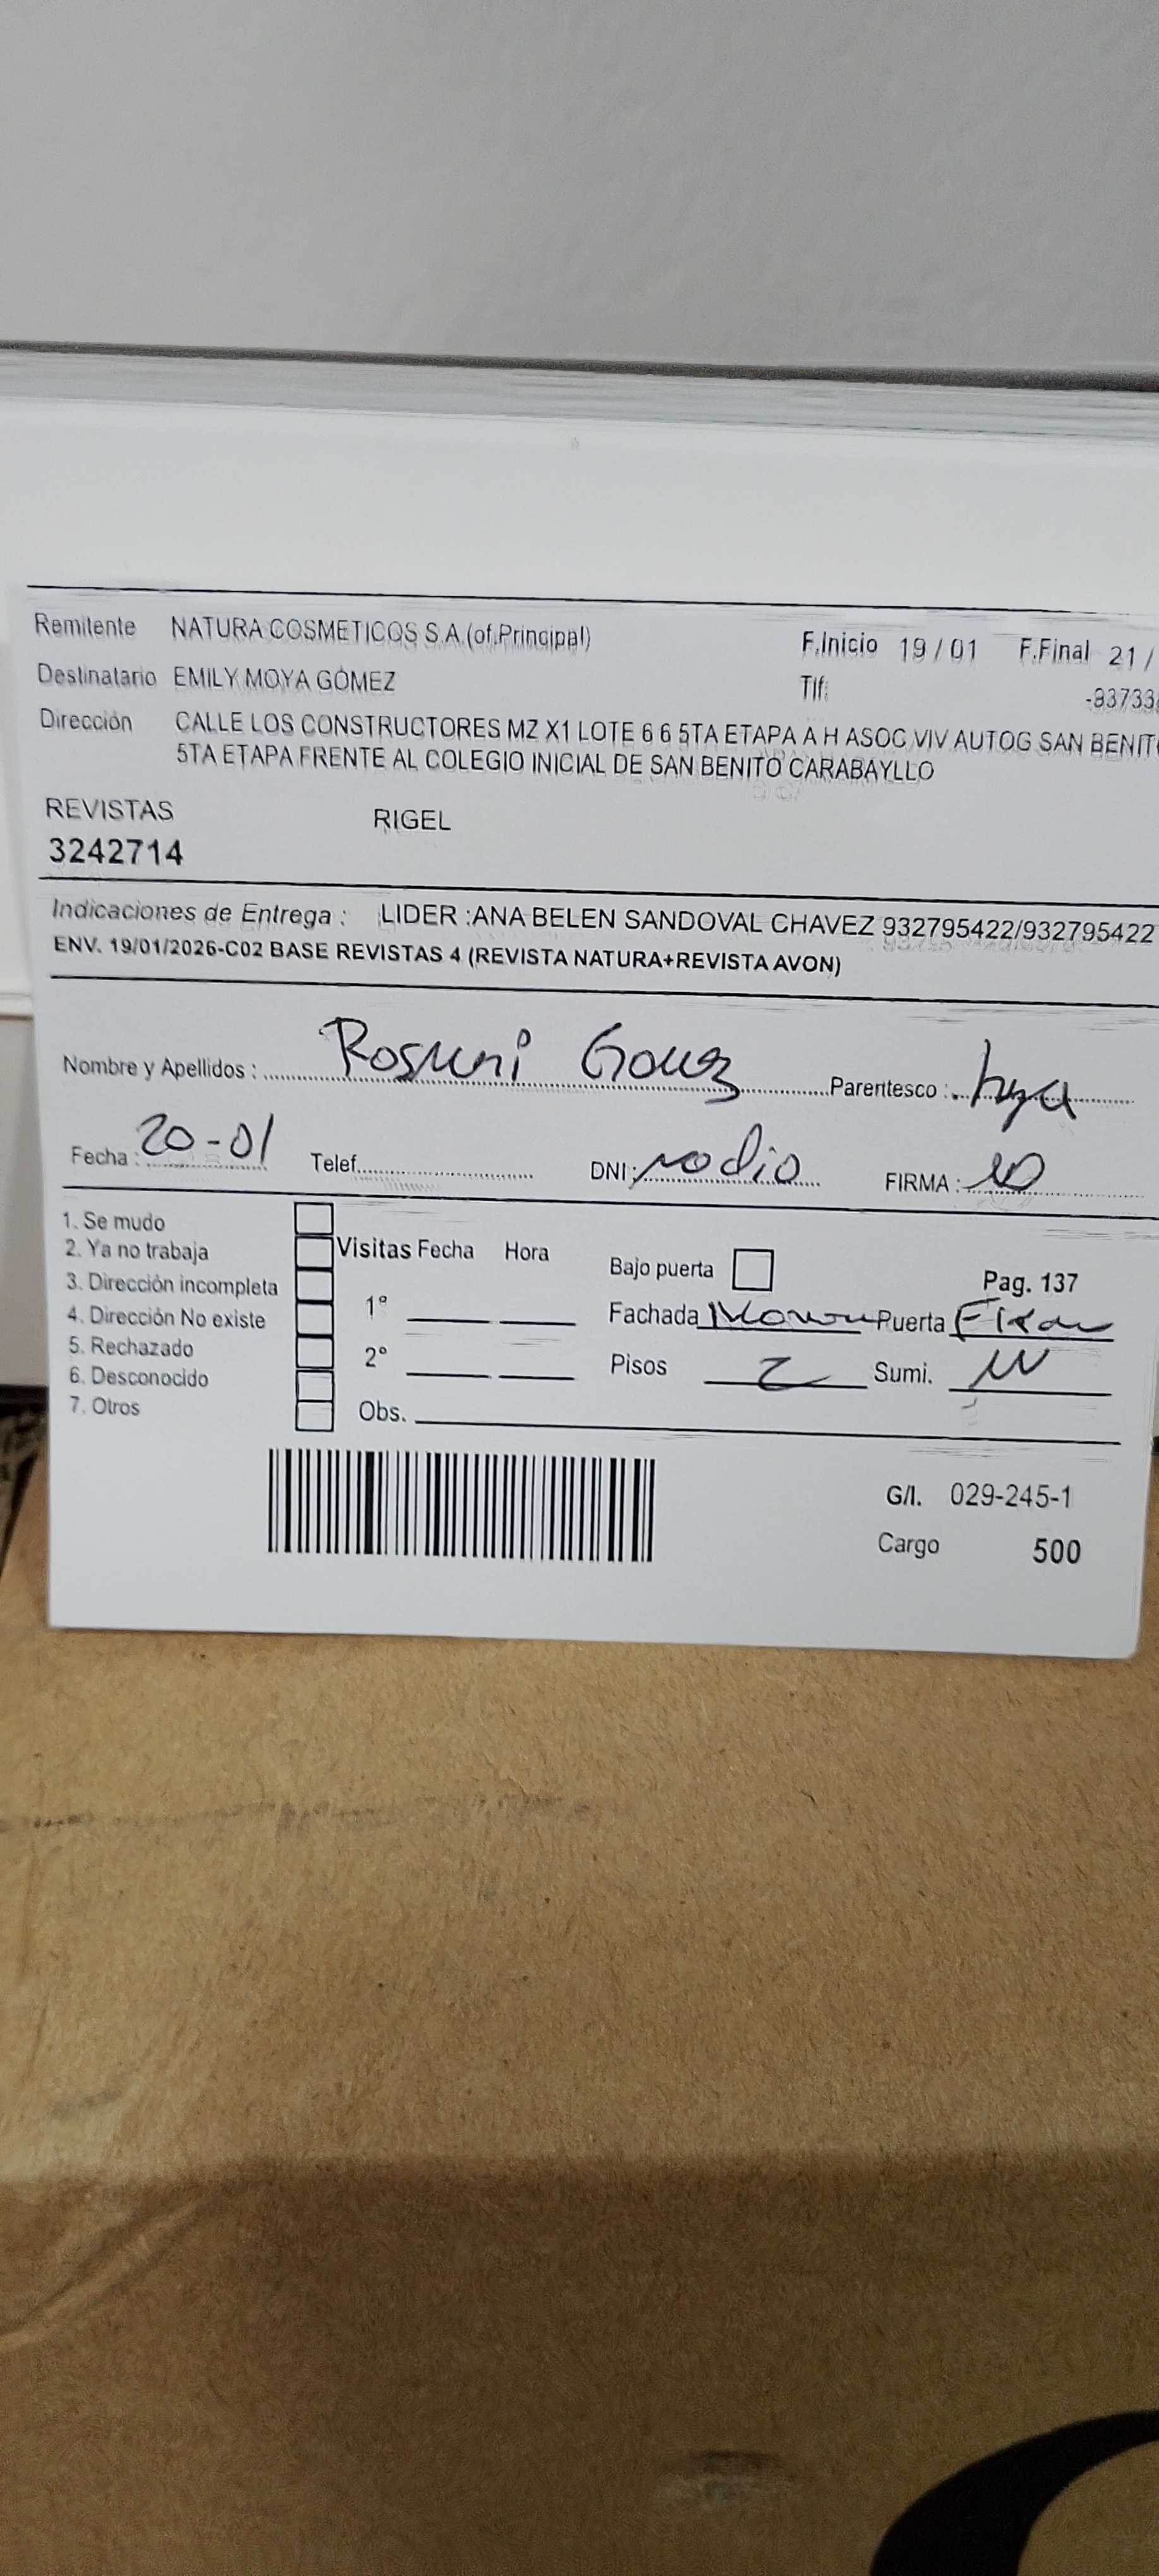 Remitente NATURA COSMETICOS S.A.(of.Principal) F.Inicio 19 / 01 F.Final 21 /
Destinatario EMILY MOYA GÓMEZ Tlf: -93733
Dirección CALLE LOS CONSTRUCTORES MZ X1 LOTE 6 6 5TA ETAPA A H ASOC VIV AUTOG SAN BENIT
5TA ETAPA FRENTE AL COLEGIO INICIAL DE SAN BENITO CARABAYLLO
REVISTAS RIGEL
3242714
Indicaciones de Entrega : LIDER :ANA BELEN SANDOVAL CHAVEZ 932795422/932795422
ENV. 19/01/2026-C02 BASE REVISTAS 4 (REVISTA NATURA+REVISTA AVON)
Nombre y Apellidos : Parentesco :
Fecha : 20-01 Telef. DNI: no dio FIRMA :
1. Se mudo
2. Ya no trabaja Visitas Fecha Hora Bajo puerta
3. Dirección incompleta Pag. 137
4. Dirección No existe 1º Fachada Puerta
5. Rechazado
6. Desconocido 2º Pisos 2 Sumi.
7. Otros Obs.
G/I. 029-245-1
Cargo 500